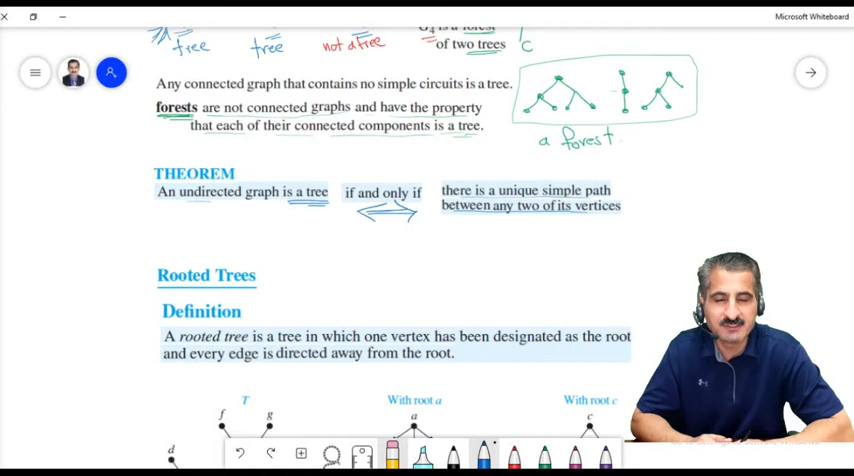 Microsoft Whiteboard
tree
tree
not a tree
of two trees
C
Any connected graph that contains no simple circuits is a tree.
forests are not connected graphs and have the property
that each of their connected components is a tree.
a forest
THEOREM
An undirected graph is a tree if and only if there is a unique simple path
between any two of its vertices
Rooted Trees
Definition
A rooted tree is a tree in which one vertex has been designated as the root
and every edge is directed away from the root.
T With root a With root c
f g a c
d